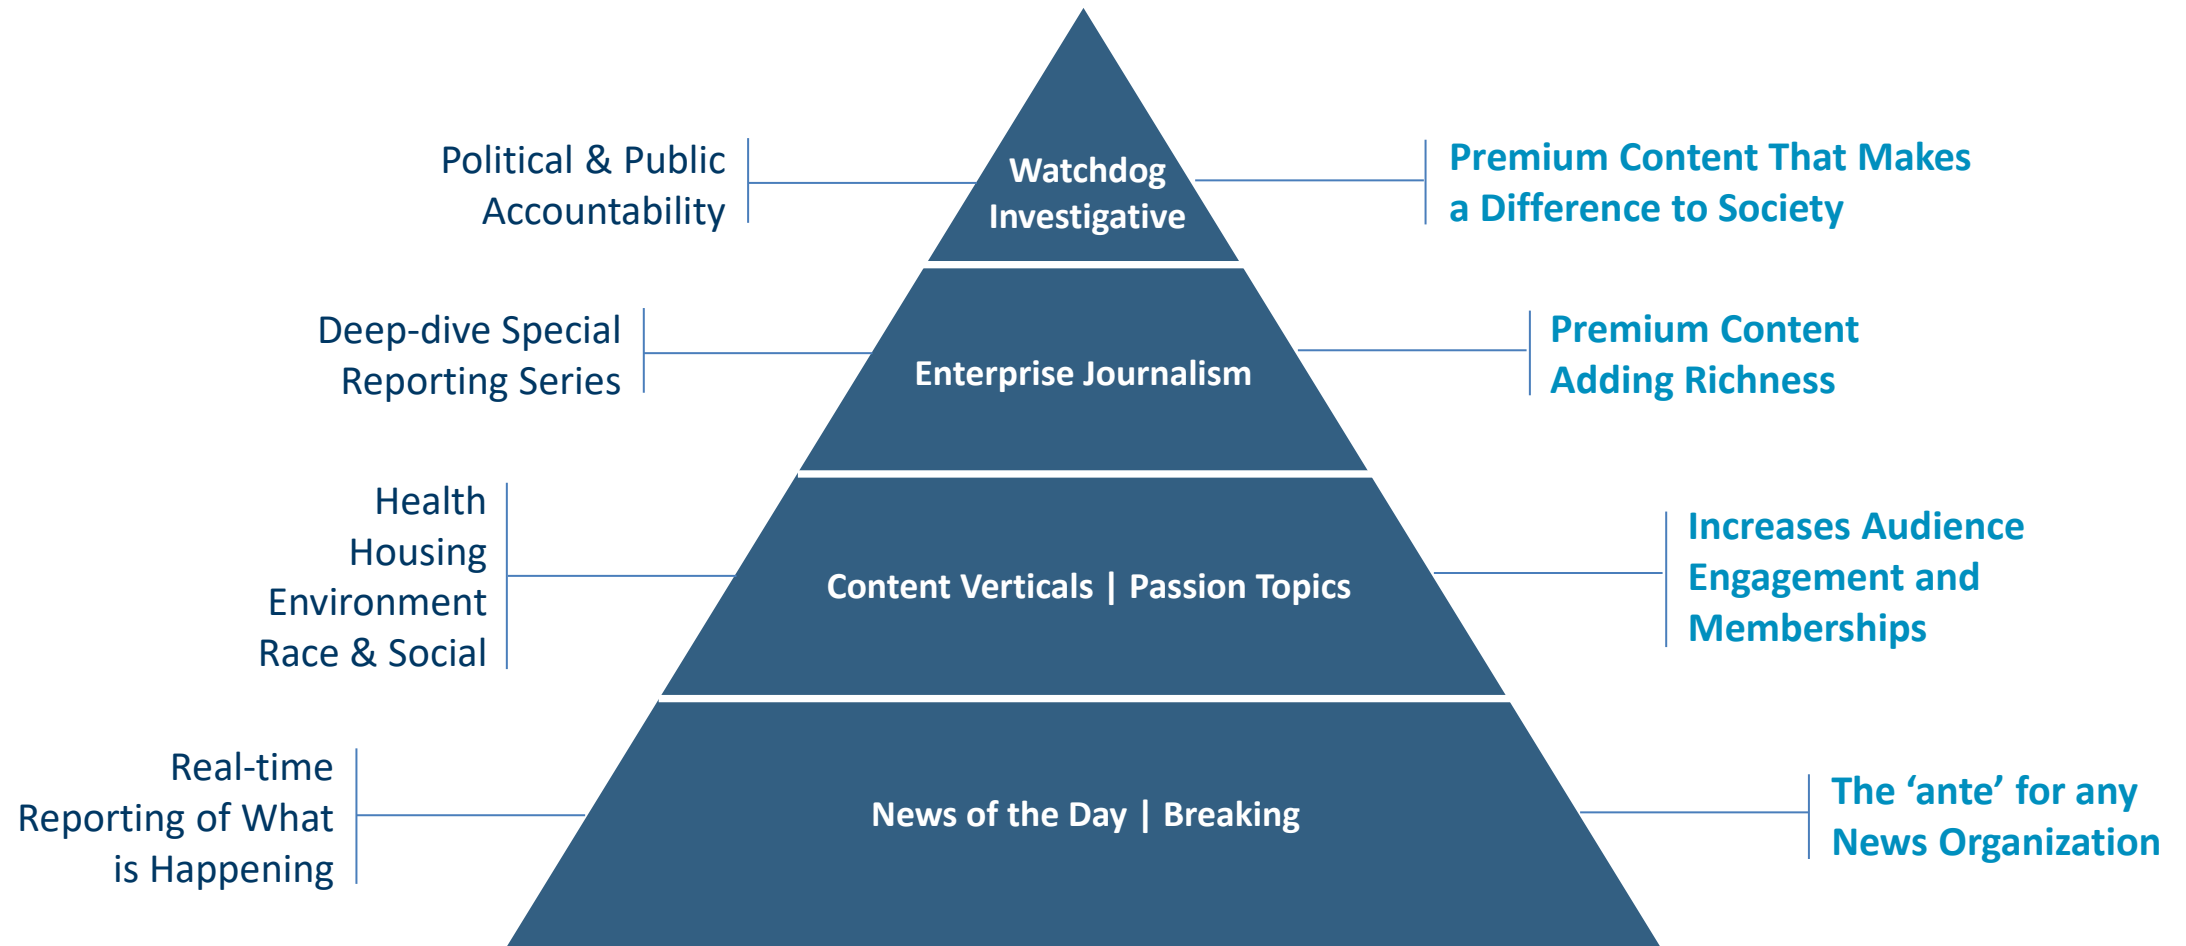 Political & Public
Accountability
Watchdog
Investigative
Premium Content That Makes
a Difference to Society
Deep-dive Special
Reporting Series
Enterprise Journalism
Premium Content
Adding Richness
Health
Housing
Environment
Race & Social
Content Verticals | Passion Topics
Increases Audience
Engagement and
Memberships
Real-time
Reporting of What
is Happening
News of the Day | Breaking
The ‘ante’ for any
News Organization